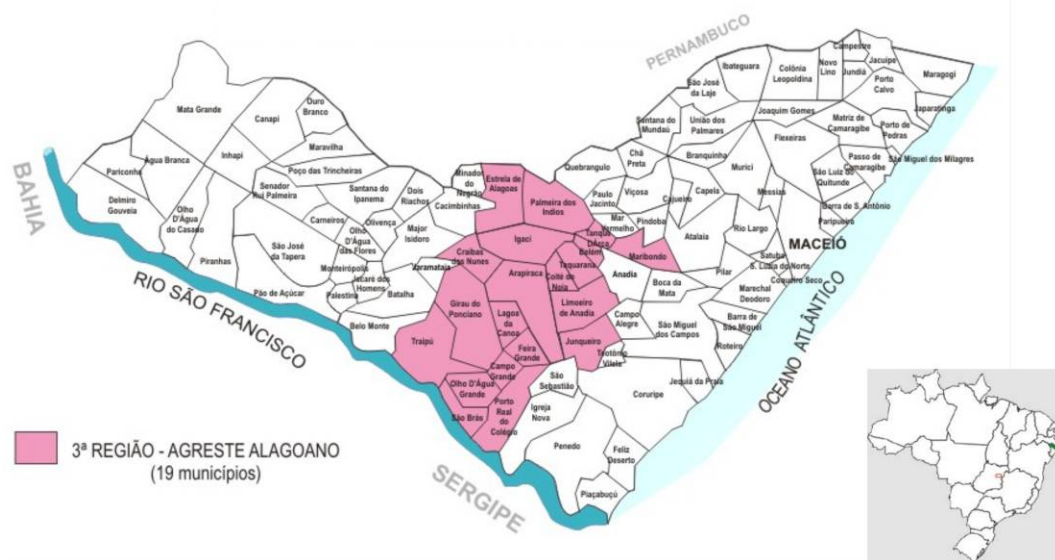 PERNAMBUCO
BAHIA
RIO SÃO FRANCISCO
SERGIPE
OCEANO ATLÂNTICO
MACEIÓ
Mata Grande
Canapi
Ouro
Branco
Maravilha
Inhapi
Água Branca
Pariconha
Delmiro
Gouveia
Olho
D'Água
do Casado
Piranhas
Senador
Rui Palmeira
Poço das Trincheiras
Santana do
Ipanema
Dois
Riachos
Carneiros
Olivença
Olho
D'Água
das Flores
Major
Isidoro
São José
da Tapera
Monteirópolis
Jacaré dos
Homens
Palestina
Batalha
Pão de Açúcar
Belo Monte
Minador
do
Negrão
Cacimbinhas
Estrela de
Alagoas
Palmeira dos
Índios
Igaci
Craíbas
dos Nunes
Arapiraca
Girau do
Ponciano
Traipú
Lagoa
da
Canoa
Feira
Grande
Campo
Grande
Olho D'Água
Grande
São Brás
Porto
Real do
Colégio
Coité do
Noia
Taquarana
Belém
Tanque
D'Arca
Maribondo
Limoeiro
de Anadia
Junqueiro
Quebrangulo
Paulo
Jacinto
Mar
Vermelho
Chã
Preta
Viçosa
Pindoba
Cajueiro
Capela
Atalaia
Anadia
Boca da
Mata
Campo
Alegre
São Miguel
dos Campos
Teotônio
Vilela
São
Sebastião
Igreja
Nova
Penedo
Feliz
Deserto
Piaçabuçú
Coruripe
Jequiá da Praia
Roteiro
Barra de
São Miguel
Marechal
Deodoro
Pilar
Coqueiro Seco
S. Luzia do Norte
Satuba
Rio Largo
Messias
Murici
Branquinha
União dos
Palmares
Santana do
Mundaú
São José
da Laje
Ibateguara
Colônia
Leopoldina
Novo
Lino
Campestre
Jundiá
Jacuípe
Porto
Calvo
Maragogi
Japaratinga
Joaquim Gomes
Flexeiras
Matriz de
Camaragibe
Porto de
Pedras
Passo de
Camaragibe
São Miguel dos Milagres
São Luiz do
Quitunde
Barra de S. Antônio
Paripueira
3ª REGIÃO - AGRESTE ALAGOANO
(19 municípios)